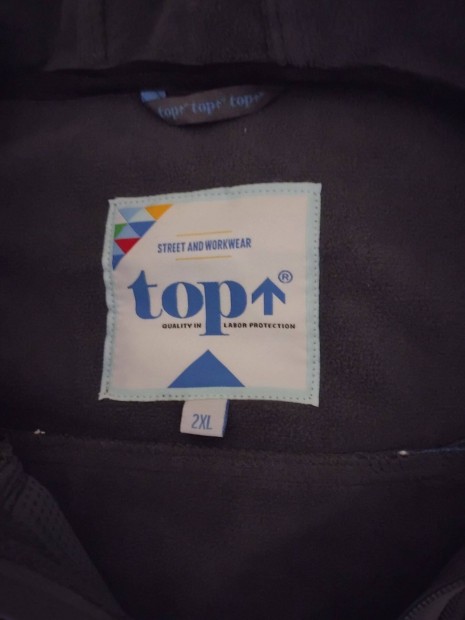 top↑ top↑ top↑
STREET AND WORKWEAR
top↑®
QUALITY IN LABOR PROTECTION
2XL